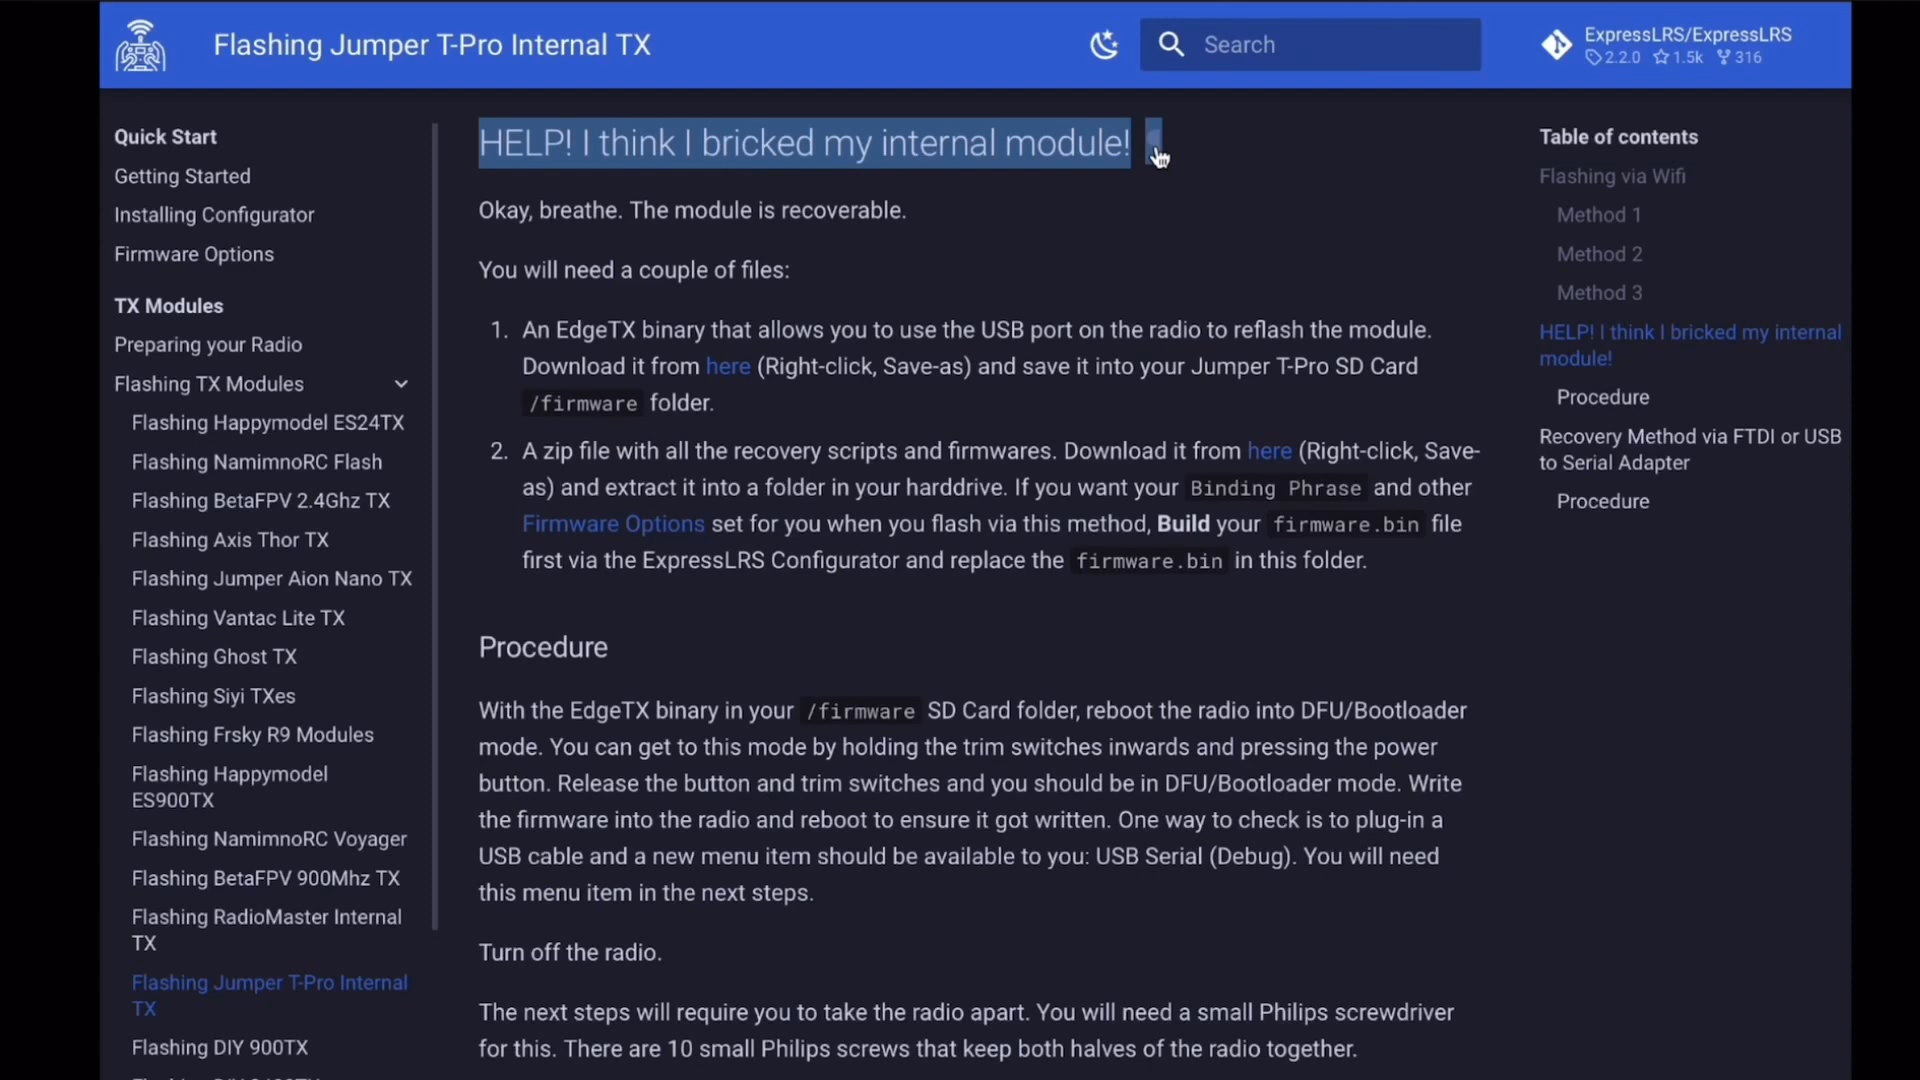 Flashing Jumper T-Pro Internal TX
Search
ExpressLRS/ExpressLRS
2.2.0 1.5k 316
Quick Start
Getting Started
Installing Configurator
Firmware Options
TX Modules
Preparing your Radio
Flashing TX Modules
Flashing Happymodel ES24TX
Flashing NamimnoRC Flash
Flashing BetaFPV 2.4Ghz TX
Flashing Axis Thor TX
Flashing Jumper Aion Nano TX
Flashing Vantac Lite TX
Flashing Ghost TX
Flashing Siyi TXes
Flashing Frsky R9 Modules
Flashing Happymodel
ES900TX
Flashing NamimnoRC Voyager
Flashing BetaFPV 900Mhz TX
Flashing RadioMaster Internal
TX
Flashing Jumper T-Pro Internal
TX
Flashing DIY 900TX
HELP! I think I bricked my internal module!
Okay, breathe. The module is recoverable.
You will need a couple of files:
1. An EdgeTX binary that allows you to use the USB port on the radio to reflash the module.
Download it from here (Right-click, Save-as) and save it into your Jumper T-Pro SD Card
/firmware folder.
2. A zip file with all the recovery scripts and firmwares. Download it from here (Right-click, Save-
as) and extract it into a folder in your harddrive. If you want your Binding Phrase and other
Firmware Options set for you when you flash via this method, Build your firmware.bin file
first via the ExpressLRS Configurator and replace the firmware.bin in this folder.
Procedure
With the EdgeTX binary in your /firmware SD Card folder, reboot the radio into DFU/Bootloader
mode. You can get to this mode by holding the trim switches inwards and pressing the power
button. Release the button and trim switches and you should be in DFU/Bootloader mode. Write
the firmware into the radio and reboot to ensure it got written. One way to check is to plug-in a
USB cable and a new menu item should be available to you: USB Serial (Debug). You will need
this menu item in the next steps.
Turn off the radio.
The next steps will require you to take the radio apart. You will need a small Philips screwdriver
for this. There are 10 small Philips screws that keep both halves of the radio together.
Table of contents
Flashing via Wifi
Method 1
Method 2
Method 3
HELP! I think I bricked my internal
module!
Procedure
Recovery Method via FTDI or USB
to Serial Adapter
Procedure